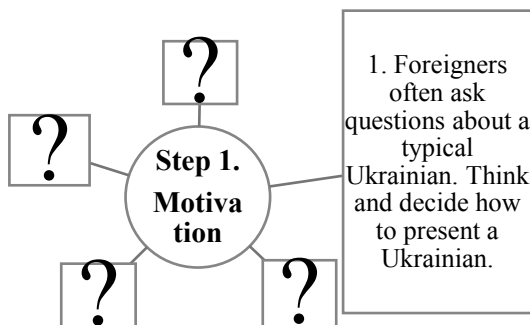 ?
?
Step 1.
Motiva
tion
?
?
1. Foreigners
often ask
questions about a
typical
Ukrainian. Think
and decide how
to present a
Ukrainian.